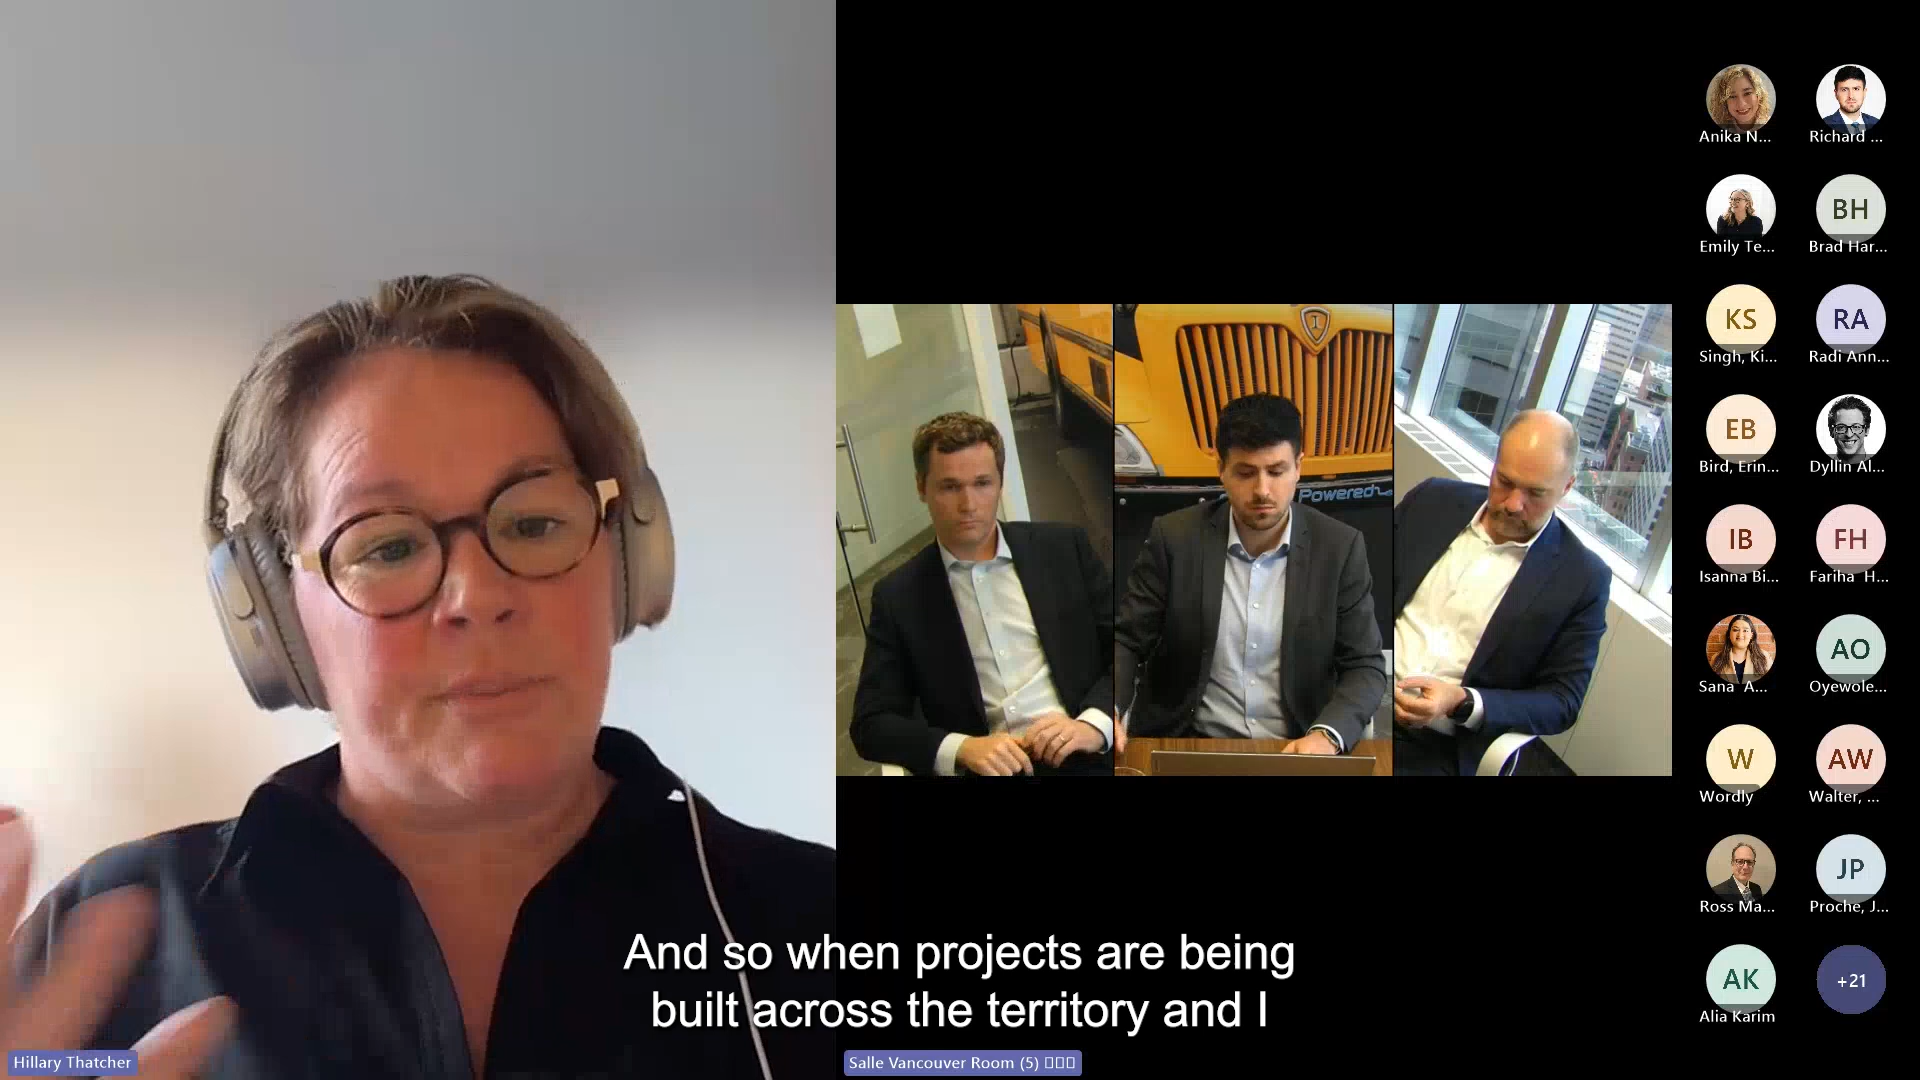 Anika N...
Richard ...
Emily Te...
BH
Brad Har...
KS
Singh, Ki...
RA
Radi Ann...
EB
Bird, Erin...
Dyllin Al...
IB
Isanna Bi...
FH
Fariha H...
Sana A...
AO
Oyewole...
W
Wordly
AW
Walter, ...
Ross Ma...
JP
Proche, J...
AK
Alia Karim
+21
I
Powered
And so when projects are being
built across the territory and I
Hillary Thatcher
Salle Vancouver Room (5)